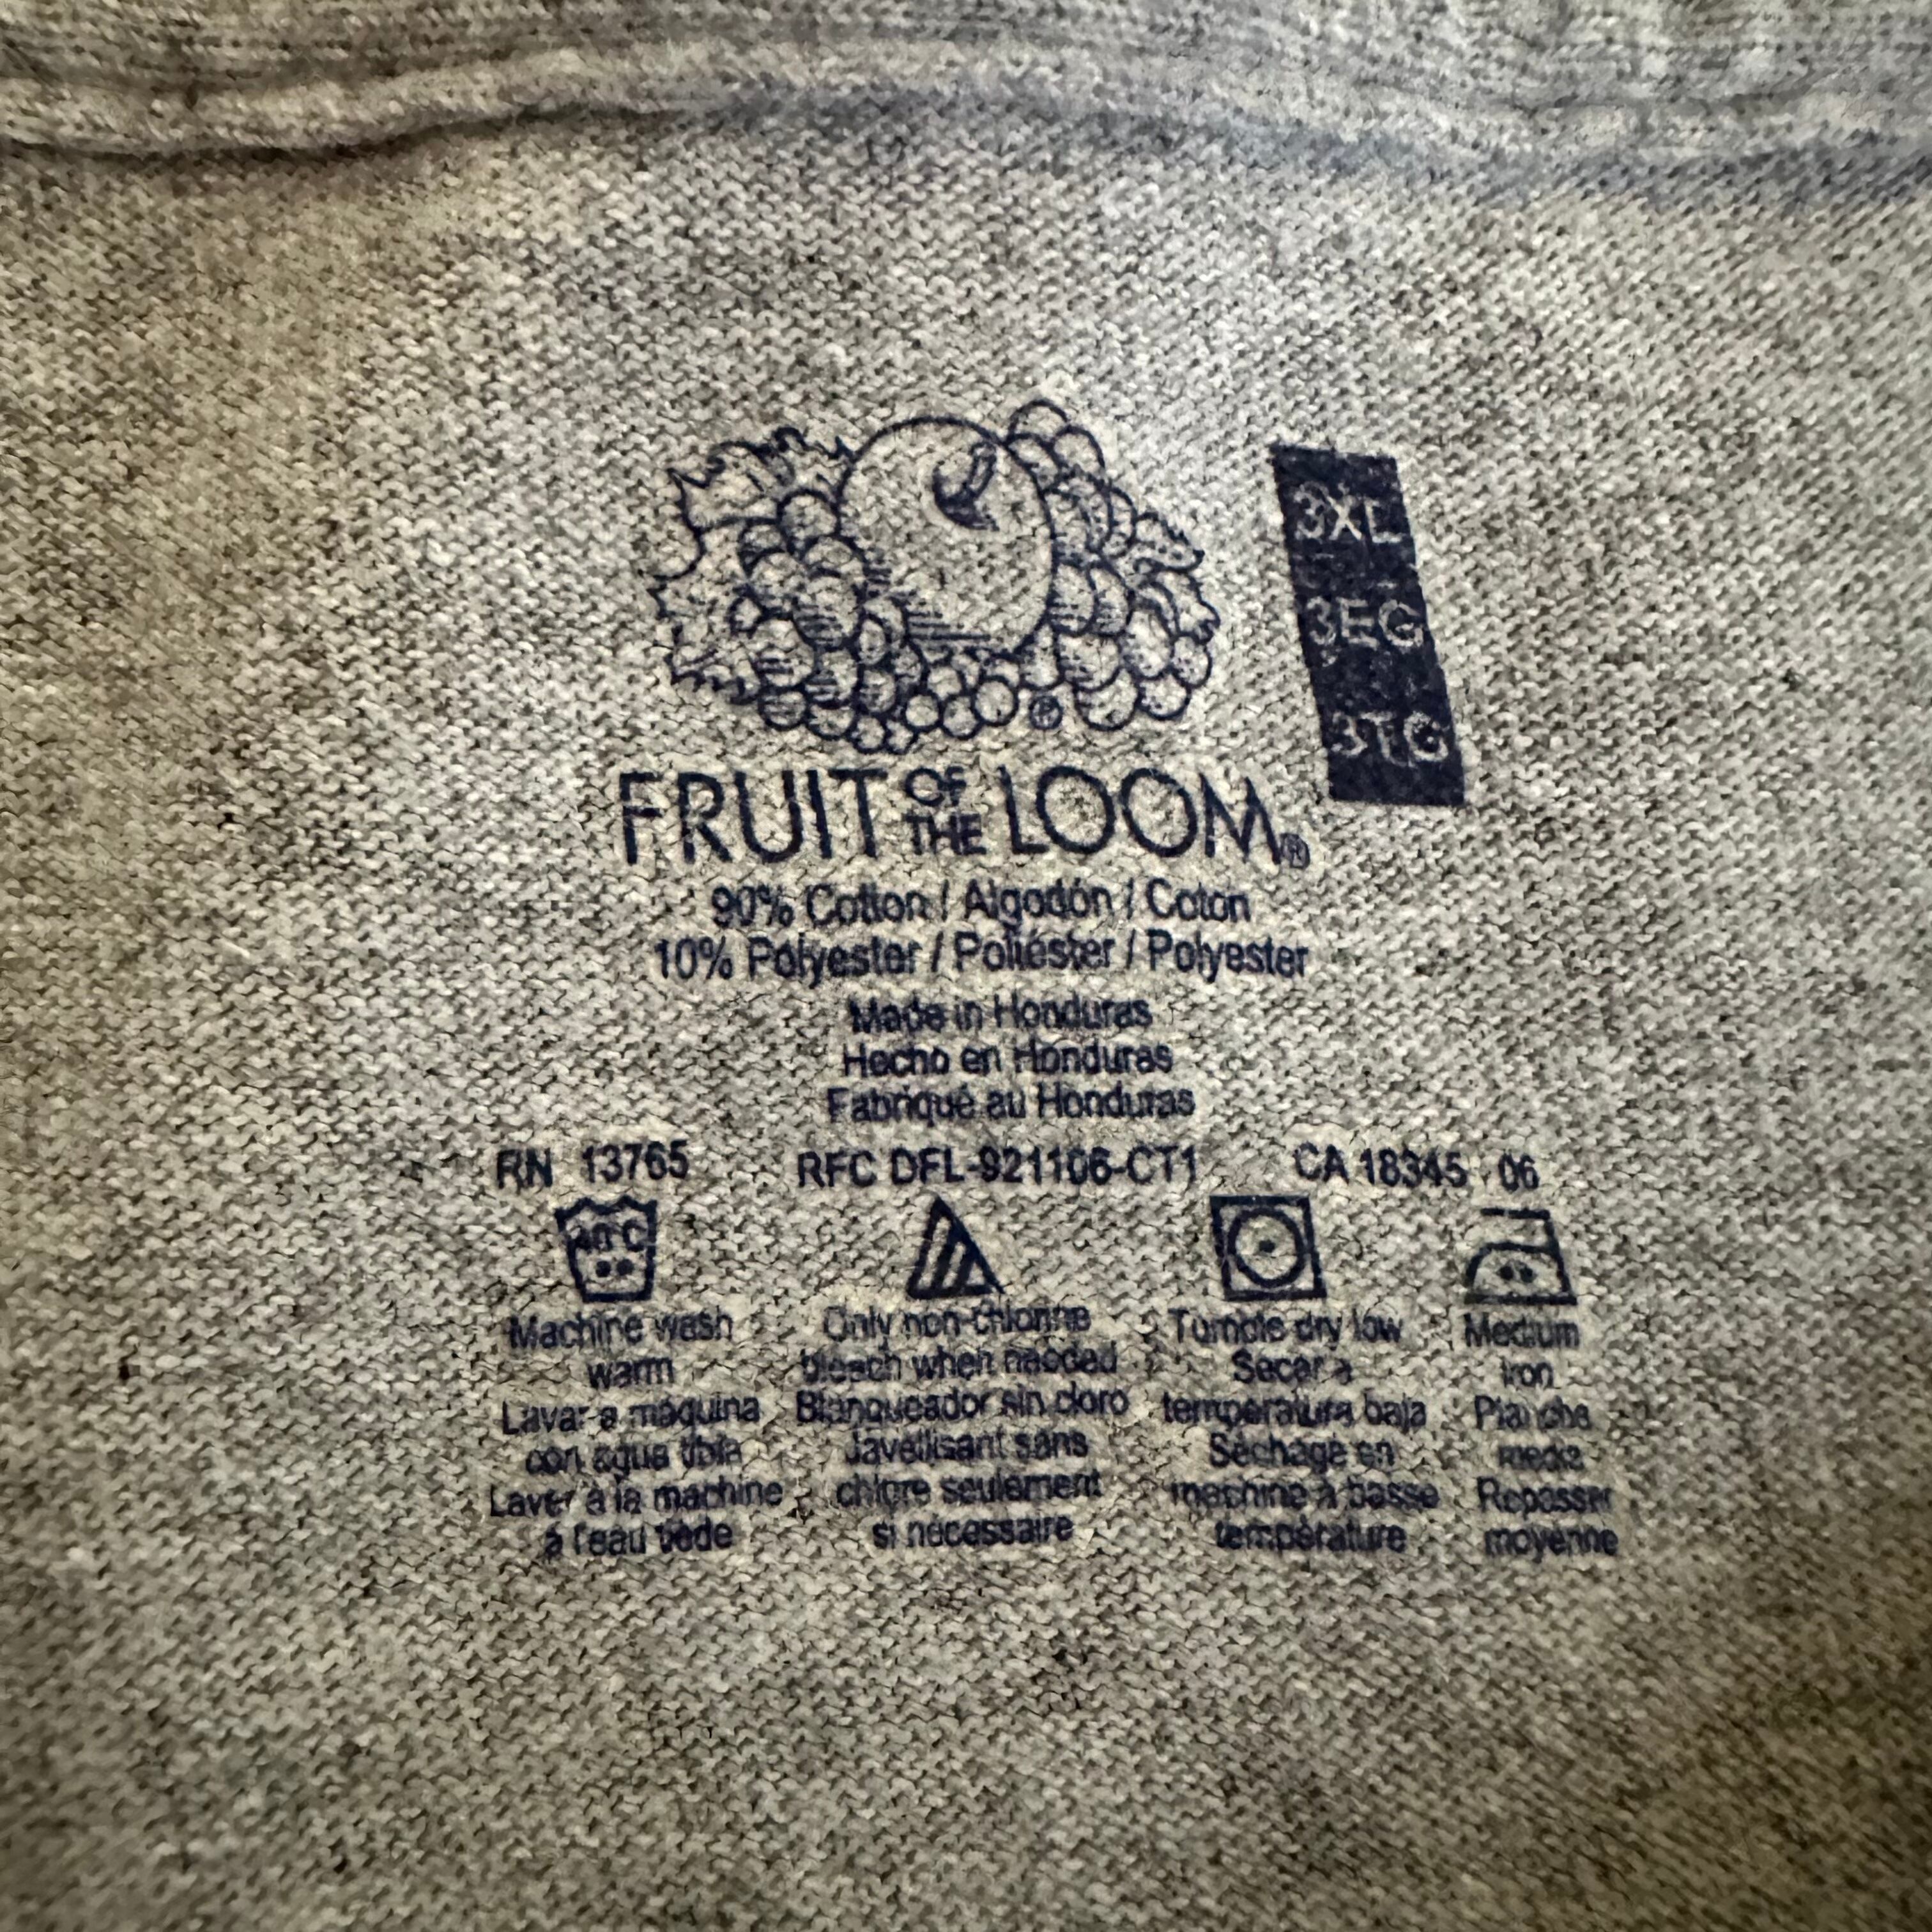 3XL
3EG
3TG
®
FRUIT OF THE LOOM®
90% Cotton / Algodón / Coton
10% Polyester / Poliéster / Polyester
Made in Honduras
Hecho en Honduras
Fabriqué au Honduras
RN 13765 RFC DFL-921106-CT1 CA 18345 06
40°C
Machine wash
warm
Lavar a máquina
con agua tibia
Laver à la machine
à l'eau tiède
Only non-chlorine
bleach when needed
Blanqueador sin cloro
Javellisant sans
chlore seulement
si nécessaire
Tumble dry low
Secar a
temperatura baja
Séchage en
machine à basse
température
Medium
iron
Plancha
media
Repasser
moyenne